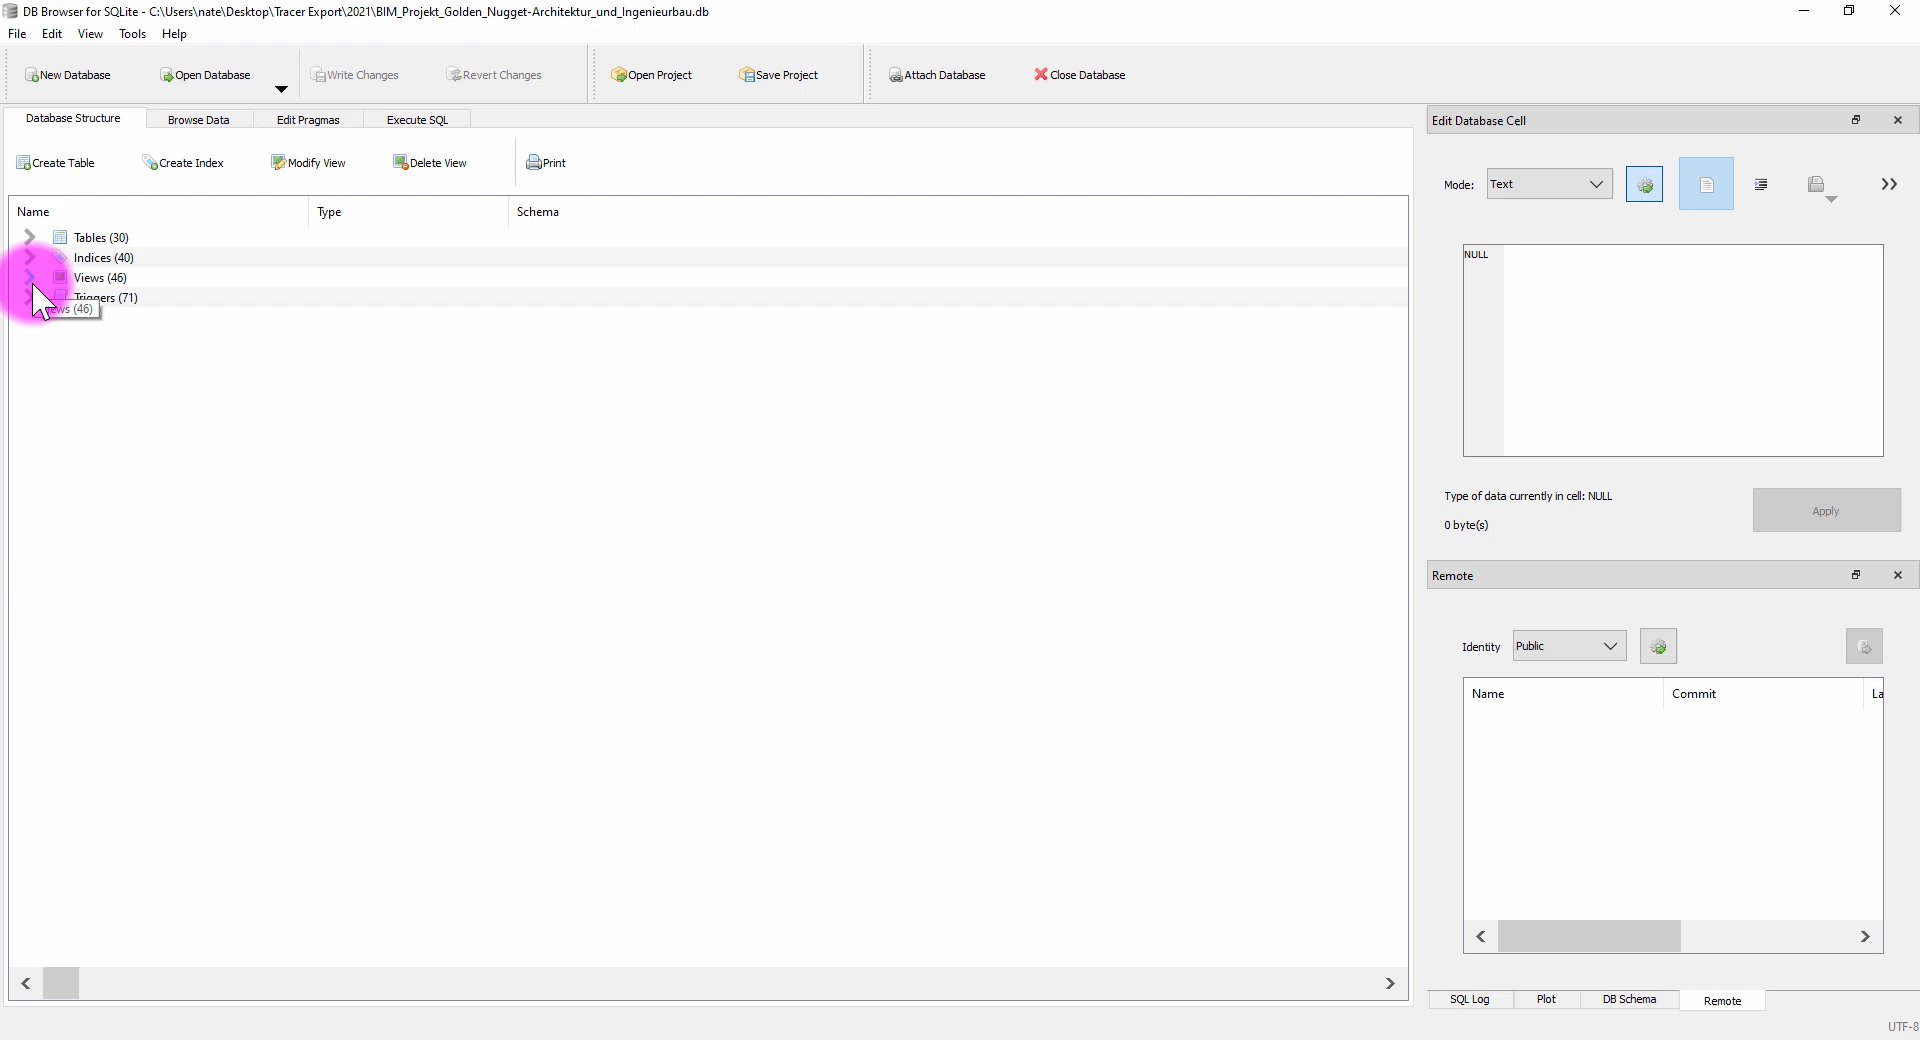 DB Browser for SQLite - C:\Users\nate\Desktop\Tracer Export\2021\BIM_Projekt_Golden_Nugget-Architektur_und_Ingenieurbau.db
File Edit View Tools Help
New Database Open Database Write Changes Revert Changes Open Project Save Project Attach Database Close Database
Database Structure Browse Data Edit Pragmas Execute SQL
Create Table Create Index Modify View Delete View Print
Name Type Schema
Tables (30)
Indices (40)
Views (46)
Triggers (71)
(46)
Edit Database Cell
Mode: Text
NULL
Type of data currently in cell: NULL
0 byte(s)
Apply
Remote
Identity Public
Name Commit La
SQL Log Plot DB Schema Remote
UTF-8